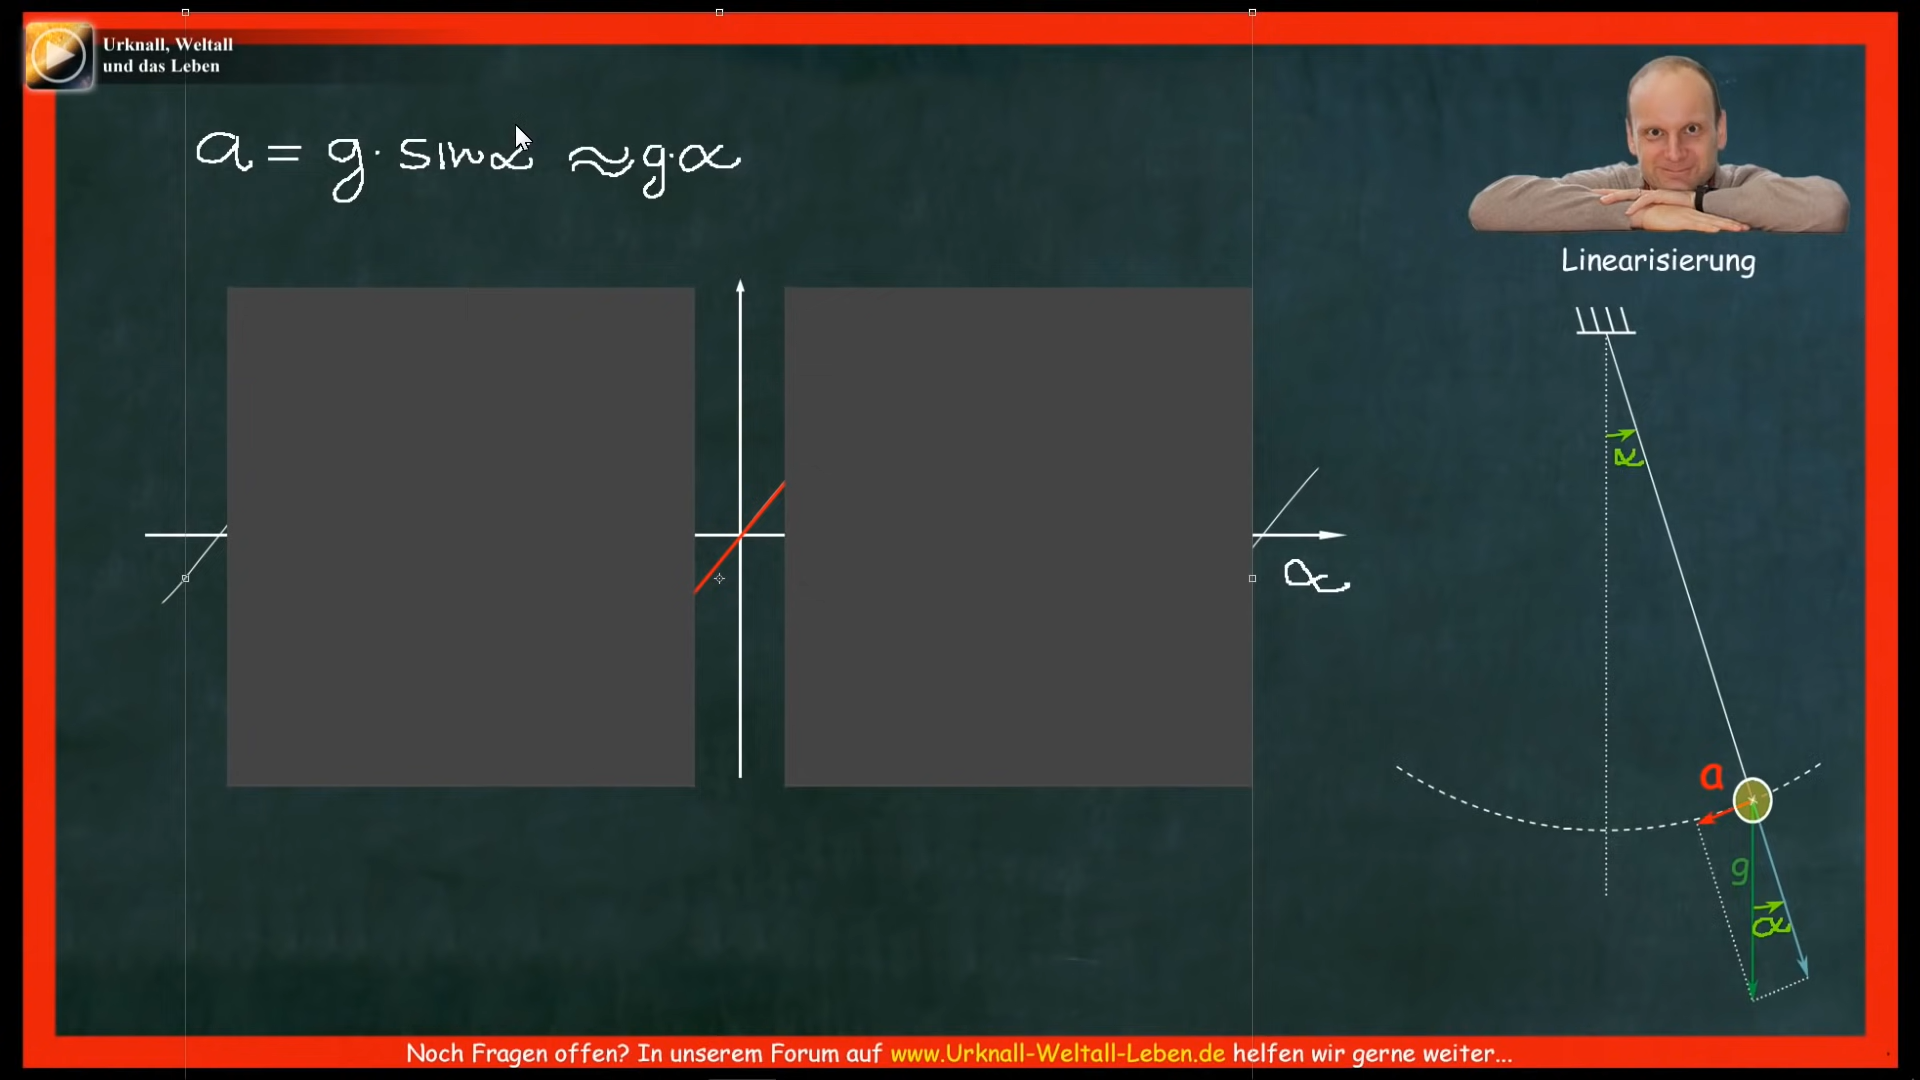 Urknall, Weltall
und das Leben
a = g · sin α ≈ g·α
Linearisierung
α
α
a
g
α
Noch Fragen offen? In unserem Forum auf www.Urknall-Weltall-Leben.de helfen wir gerne weiter...